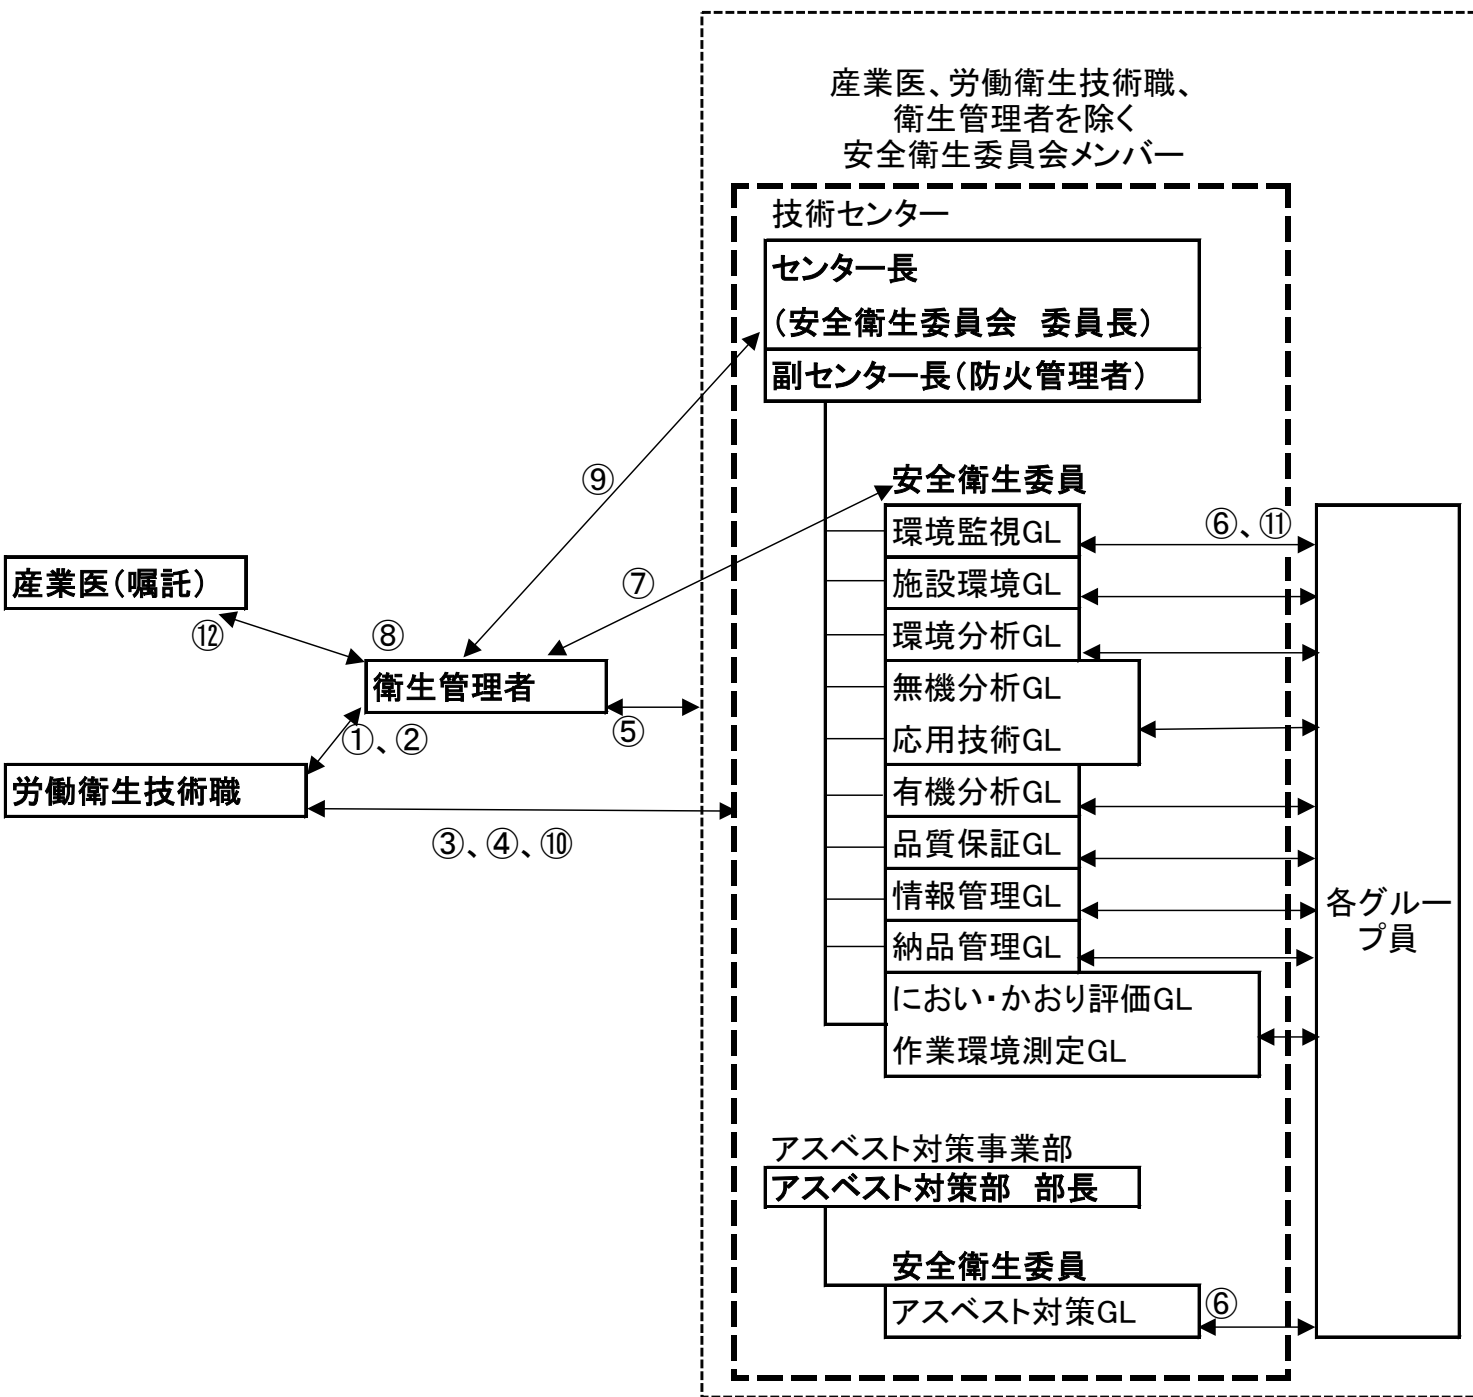 産業医、労働衛生技術職、
衛生管理者を除く
安全衛生委員会メンバー
技術センター
センター長
（安全衛生委員会　委員長）
副センター長（防火管理者）
⑨
安全衛生委員
環境監視GL
⑥、⑪
施設環境GL
⑦
産業医（嘱託）
環境分析GL
⑫
⑧
衛生管理者
無機分析GL
応用技術GL
⑤
①、②
労働衛生技術職
有機分析GL
③、④、⑩
品質保証GL
情報管理GL
各グルー
プ員
納品管理GL
におい・かおり評価GL
作業環境測定GL
アスベスト対策事業部
アスベスト対策部　部長
安全衛生委員
アスベスト対策GL
⑥